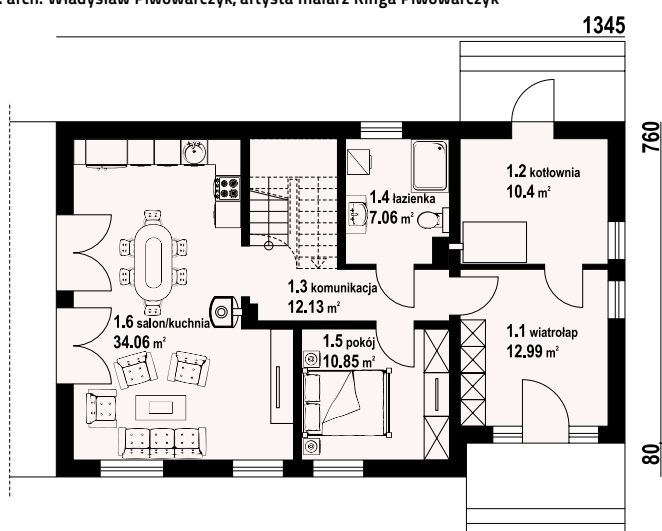 . arch. Władysław Piwowarczyk, artysta malarz Kinga Piwowarczyk
1345
760
1.2 kotłownia
10.4 m²
1.4 łazienka
7.06 m²
1.3 komunikacja
12.13 m²
1.6 salon/kuchnia
34.06 m²
1.5 pokój
10.85 m²
1.1 wiatrołap
12.99 m²
80